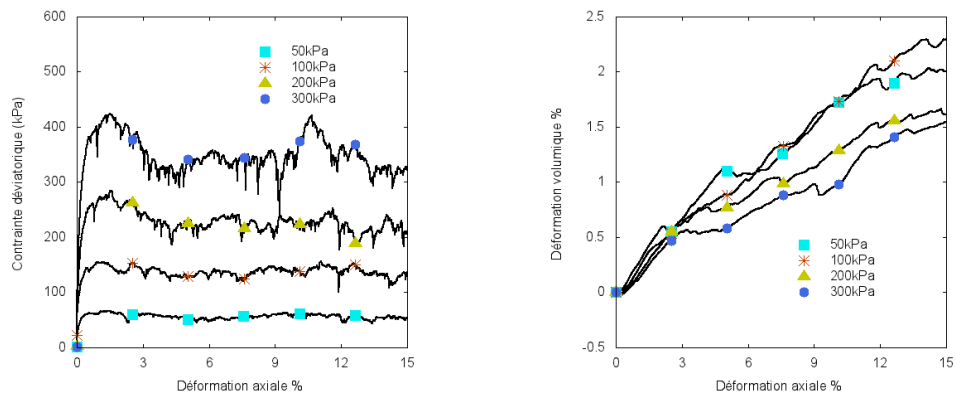 600
500
400
300
200
100
0
Contrainte déviatorique (kPa)
50kPa
100kPa
200kPa
300kPa
0
3
6
9
12
15
Déformation axiale %
2.5
2
1.5
1
0.5
0
-0.5
Déformation volumique %
50kPa
100kPa
200kPa
300kPa
0
3
6
9
12
15
Déformation axiale %